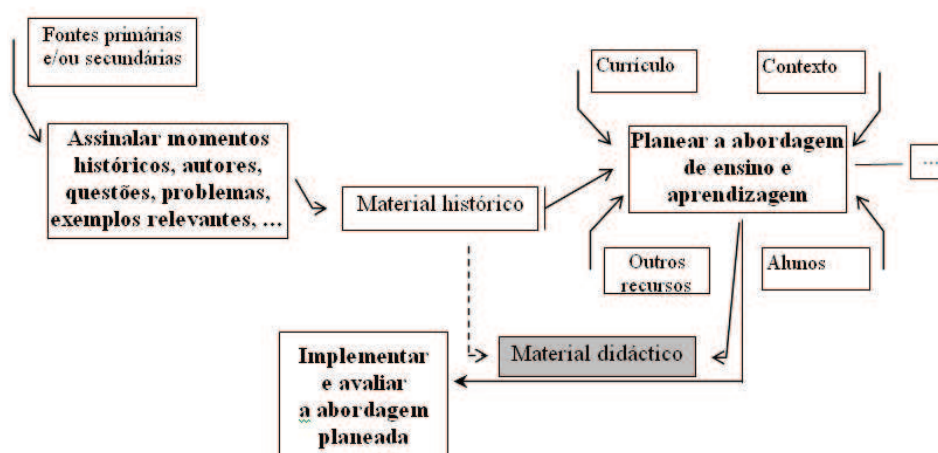 Fontes primárias
e/ou secundárias
Assinalar momentos
históricos, autores,
questões, problemas,
exemplos relevantes, ...
Material histórico
Currículo
Contexto
Planear a abordagem
de ensino e
aprendizagem
...
Outros
recursos
Alunos
Material didáctico
Implementar
e avaliar
a abordagem
planeada